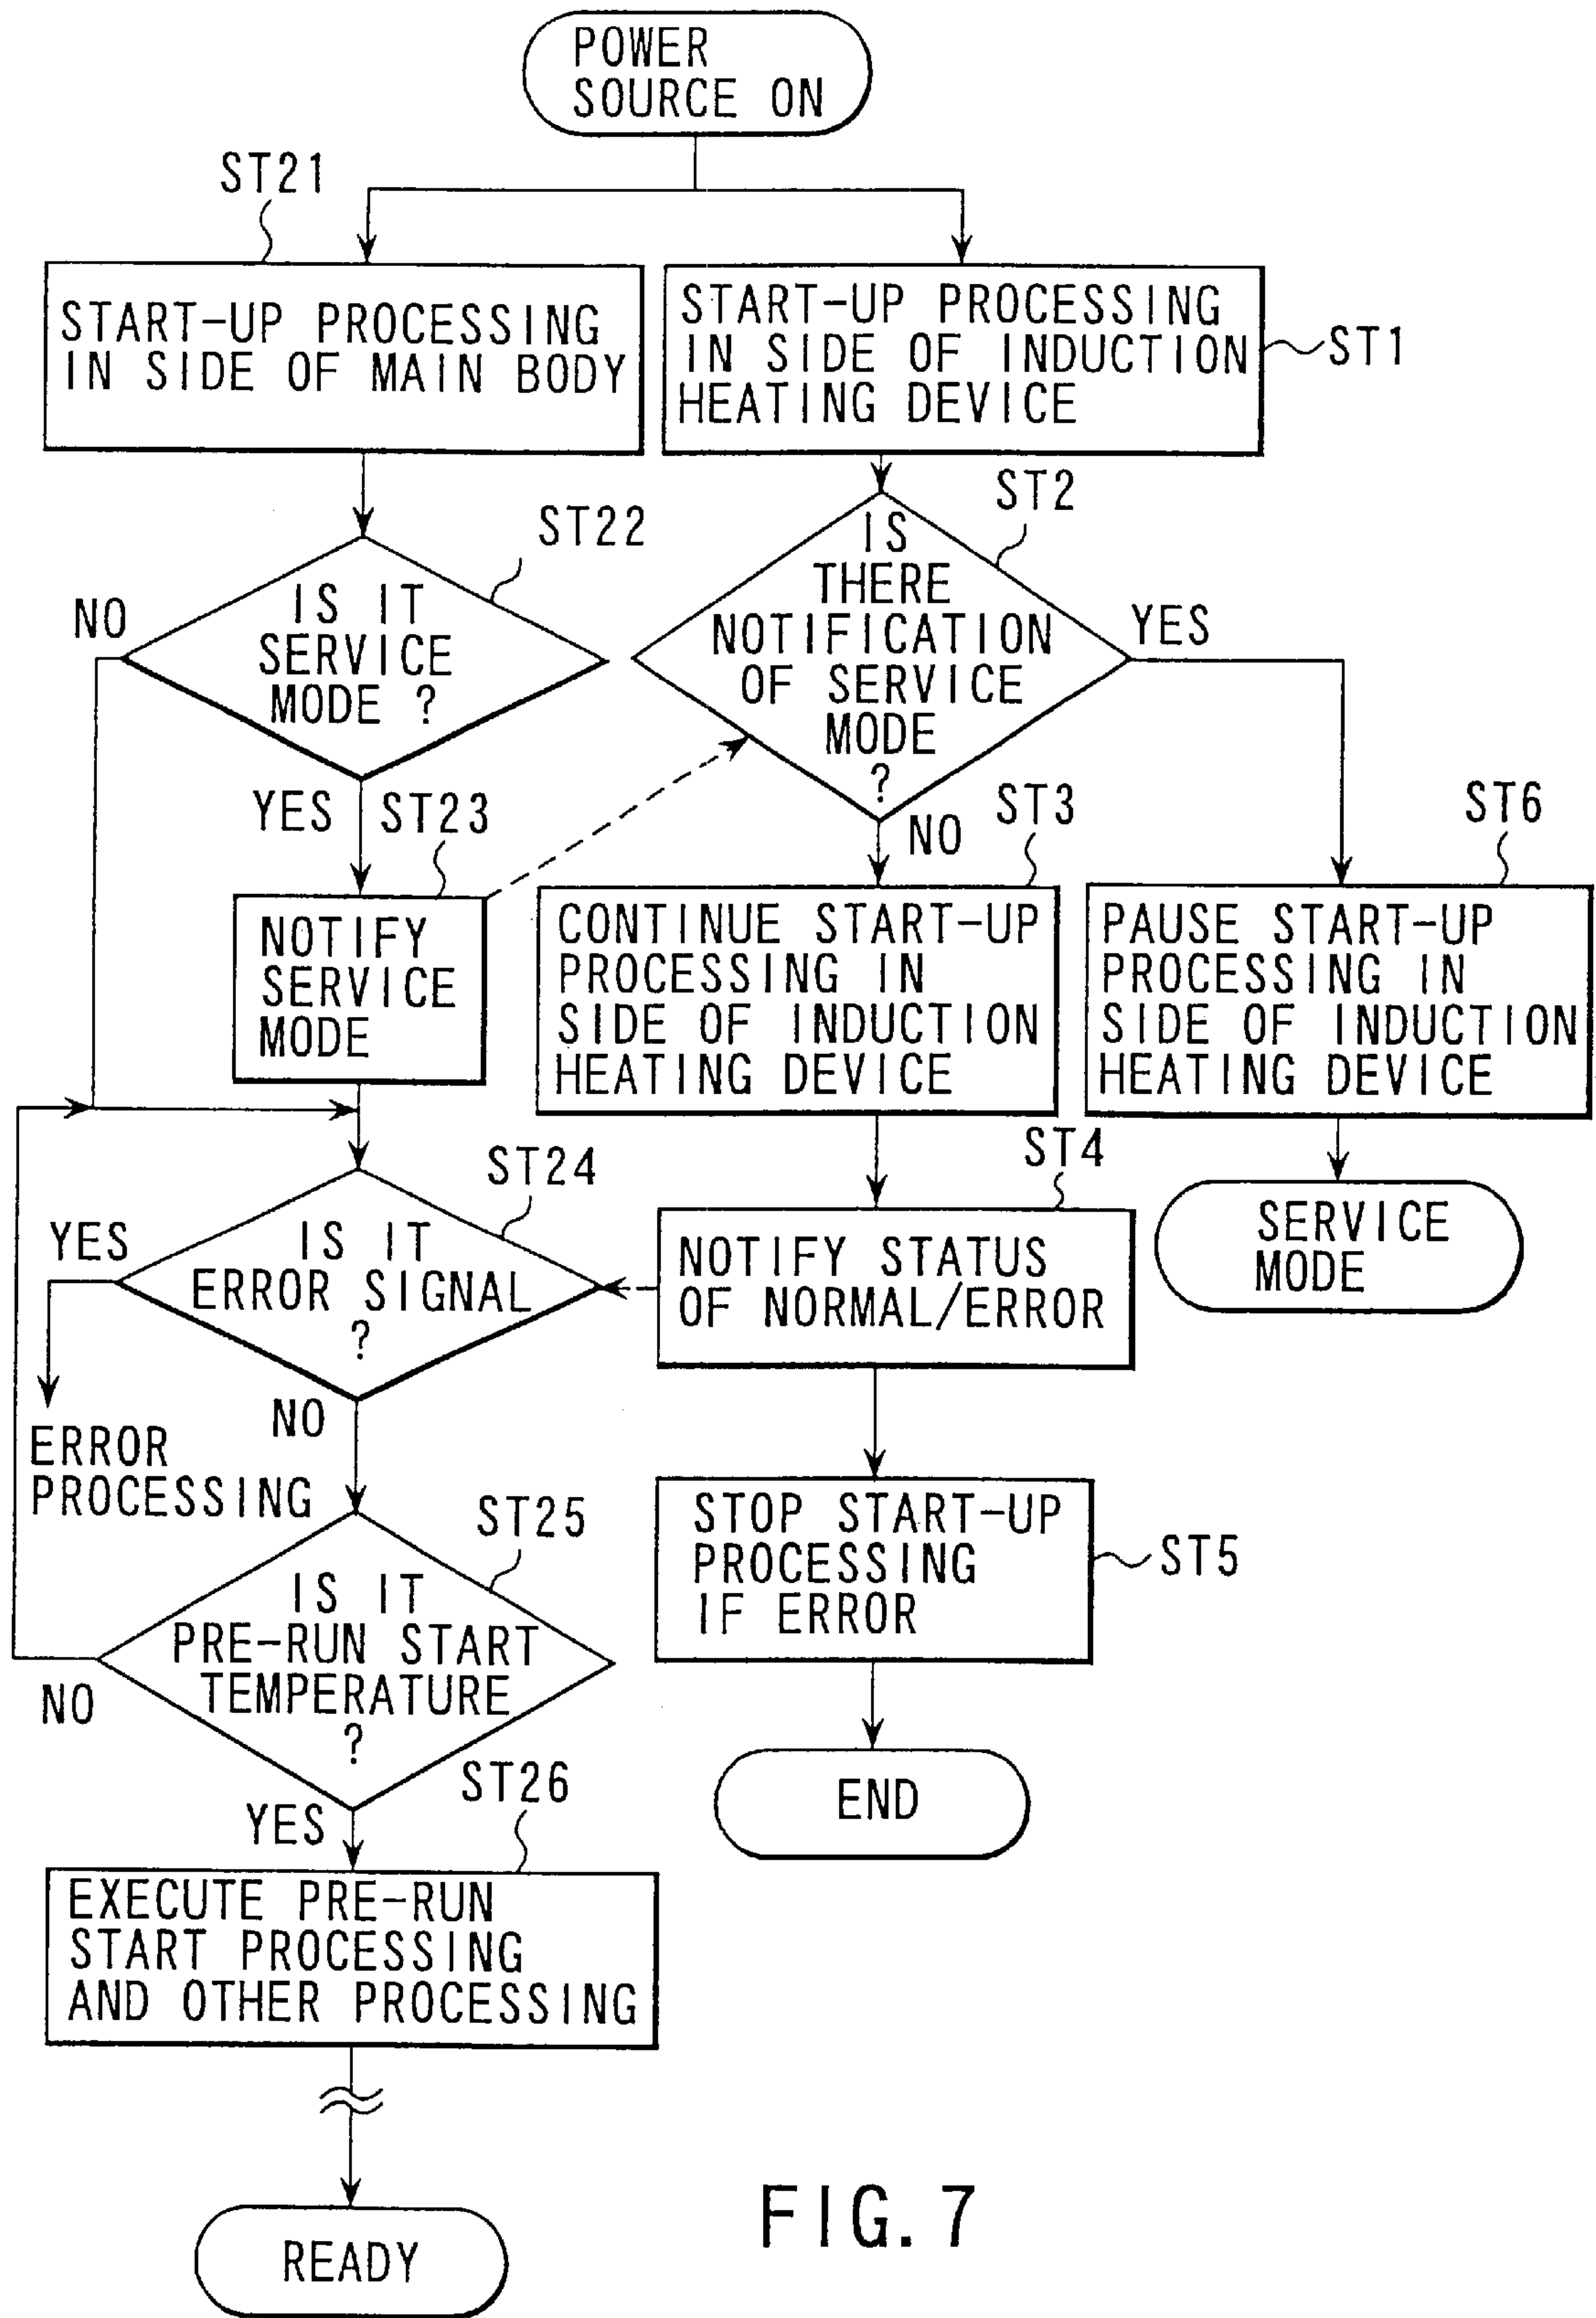 POWER
SOURCE ON
ST21
START-UP PROCESSING
IN SIDE OF MAIN BODY
START-UP PROCESSING
IN SIDE OF INDUCTION
HEATING DEVICE
ST1
ST22
IS IT
SERVICE
MODE ?
NO
YES
ST2
IS
THERE
NOTIFICATION
OF SERVICE
MODE
?
YES
NO
ST23
NOTIFY
SERVICE
MODE
ST3
CONTINUE START-UP
PROCESSING IN
SIDE OF INDUCTION
HEATING DEVICE
ST6
PAUSE START-UP
PROCESSING IN
SIDE OF INDUCTION
HEATING DEVICE
SERVICE
MODE
ST24
IS IT
ERROR SIGNAL
?
YES
NO
ERROR
PROCESSING
ST4
NOTIFY STATUS
OF NORMAL/ERROR
ST5
STOP START-UP
PROCESSING
IF ERROR
END
ST25
IS IT
PRE-RUN START
TEMPERATURE
?
NO
YES
ST26
EXECUTE PRE-RUN
START PROCESSING
AND OTHER PROCESSING
READY
FIG. 7